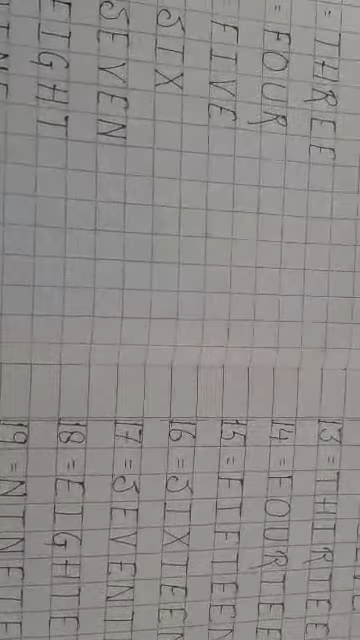 = THREE
= FOUR
= FIVE
SIX
SEVEN
EIGHT
13 = THIRTEE
14 = FOURTEE
15 = FIFTEEN
16 = SIXTEEN
17 = SEVENT
18 = EIGHTE
19 = NINETE